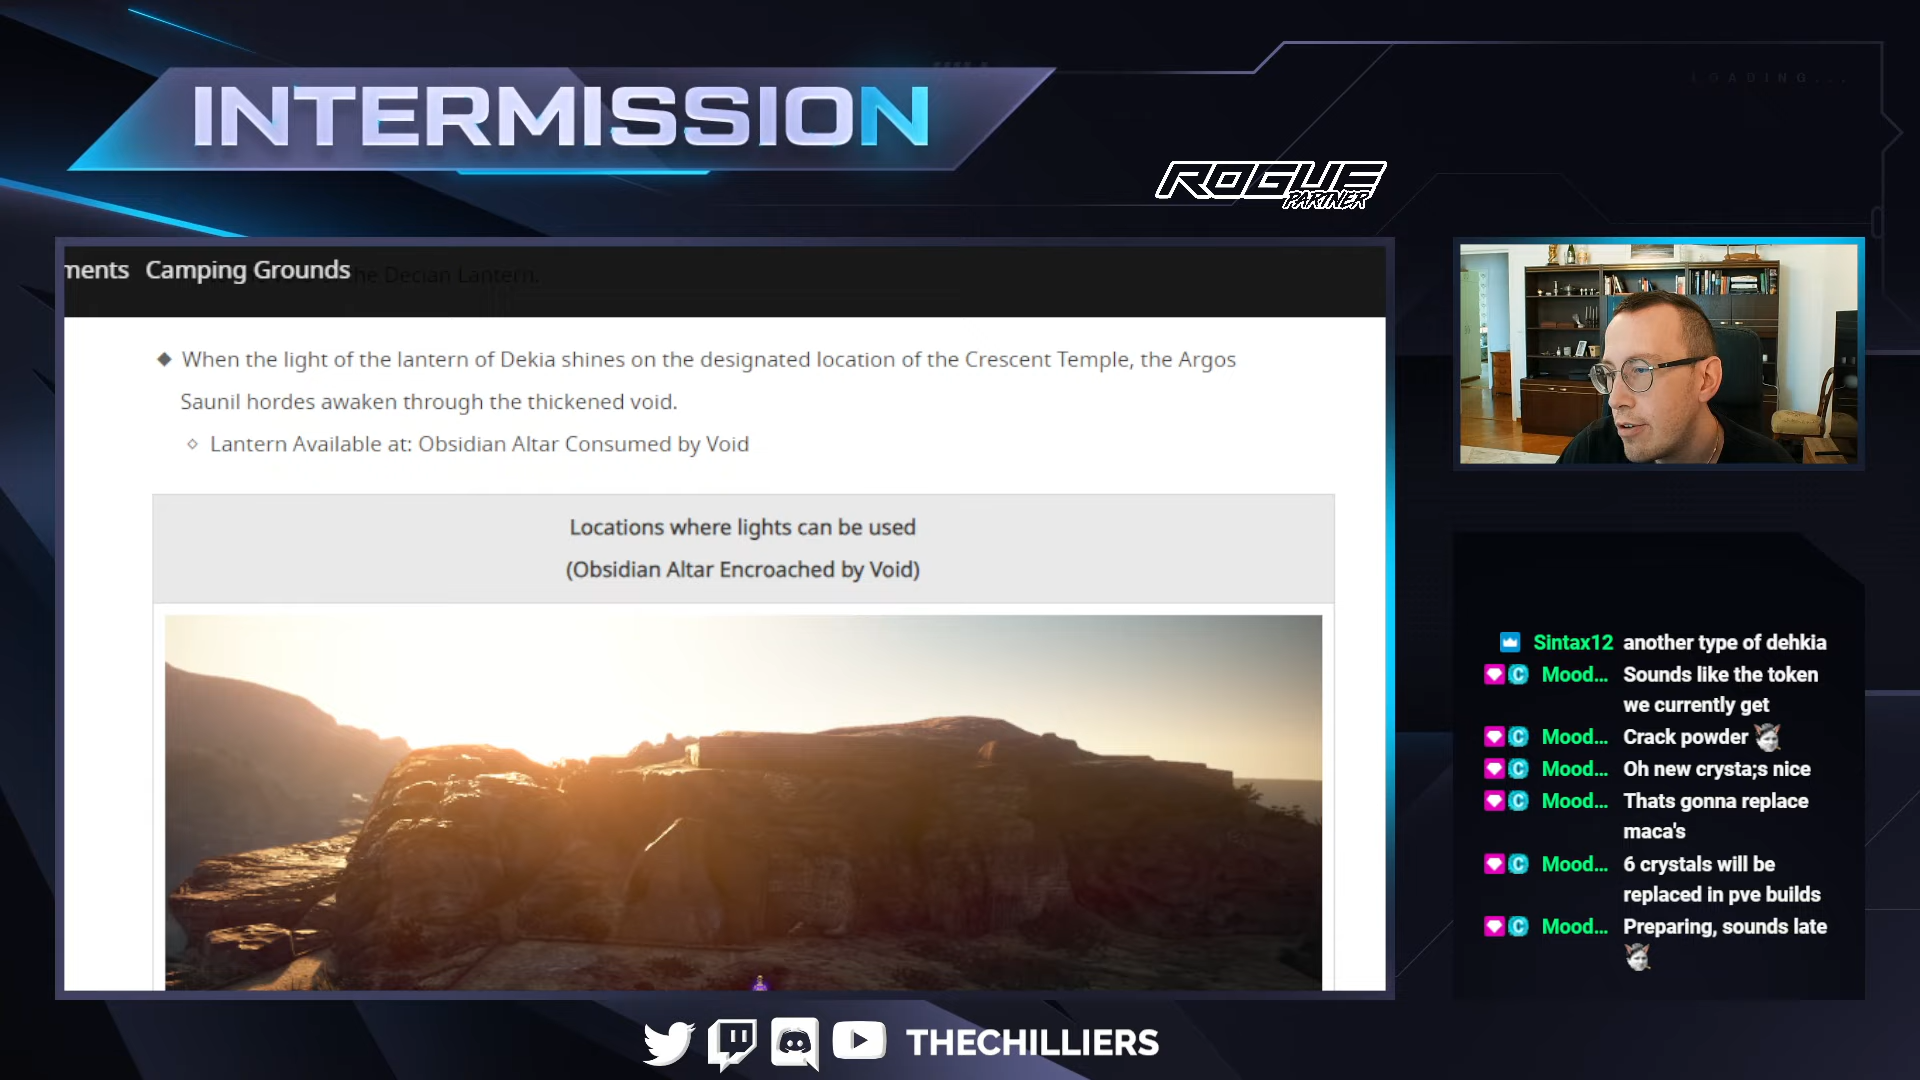 LOADING...
INTERMISSION
ROGUE
PARTNER
ments Camping Grounds
the Decian Lantern.
When the light of the lantern of Dekia shines on the designated location of the Crescent Temple, the Argos
Saunil hordes awaken through the thickened void.
Lantern Available at: Obsidian Altar Consumed by Void
Locations where lights can be used
(Obsidian Altar Encroached by Void)
Sintax12 another type of dehkia
Mood... Sounds like the token
we currently get
Mood... Crack powder
Mood... Oh new crysta;s nice
Mood... Thats gonna replace
maca's
Mood... 6 crystals will be
replaced in pve builds
Mood... Preparing, sounds late
THECHILLIERS